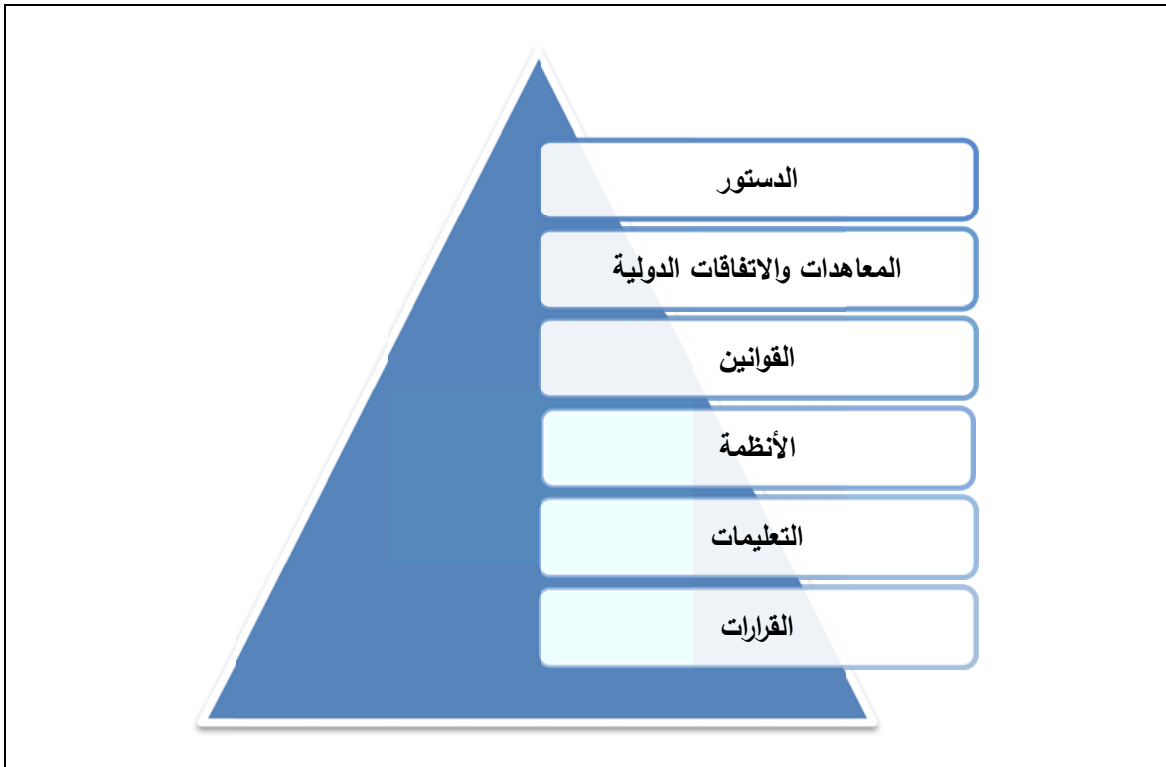 الدستور
المعاهدات والاتفاقات الدولية
القوانين
الأنظمة
التعليمات
القرارات